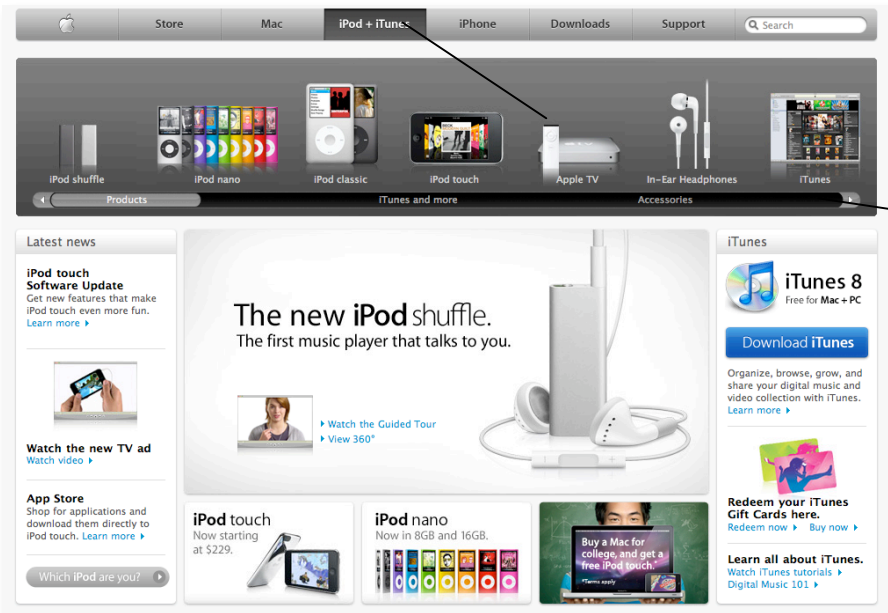 Store
Mac
iPod + iTunes
iPhone
Downloads
Support
Search
iPod shuffle
iPod nano
iPod classic
iPod touch
Apple TV
In-Ear Headphones
iTunes
Products
iTunes and more
Accessories
Latest news
iPod touch
Software Update
Get new features that make
iPod touch even more fun.
Learn more
Watch the new TV ad
Watch video
App Store
Shop for applications and
download them directly to
iPod touch. Learn more
Which iPod are you?
The new iPod shuffle.
The first music player that talks to you.
Watch the Guided Tour
View 360°
iPod touch
Now starting
at $229.
iPod nano
Now in 8GB and 16GB.
Buy a Mac for
college, and get a
free iPod touch.*
*Terms apply
iTunes
iTunes 8
Free for Mac + PC
Download iTunes
Organize, browse, grow, and
share your digital music and
video collection with iTunes.
Learn more
Redeem your iTunes
Gift Cards here.
Redeem now Buy now
Learn all about iTunes.
Watch iTunes tutorials
Digital Music 101